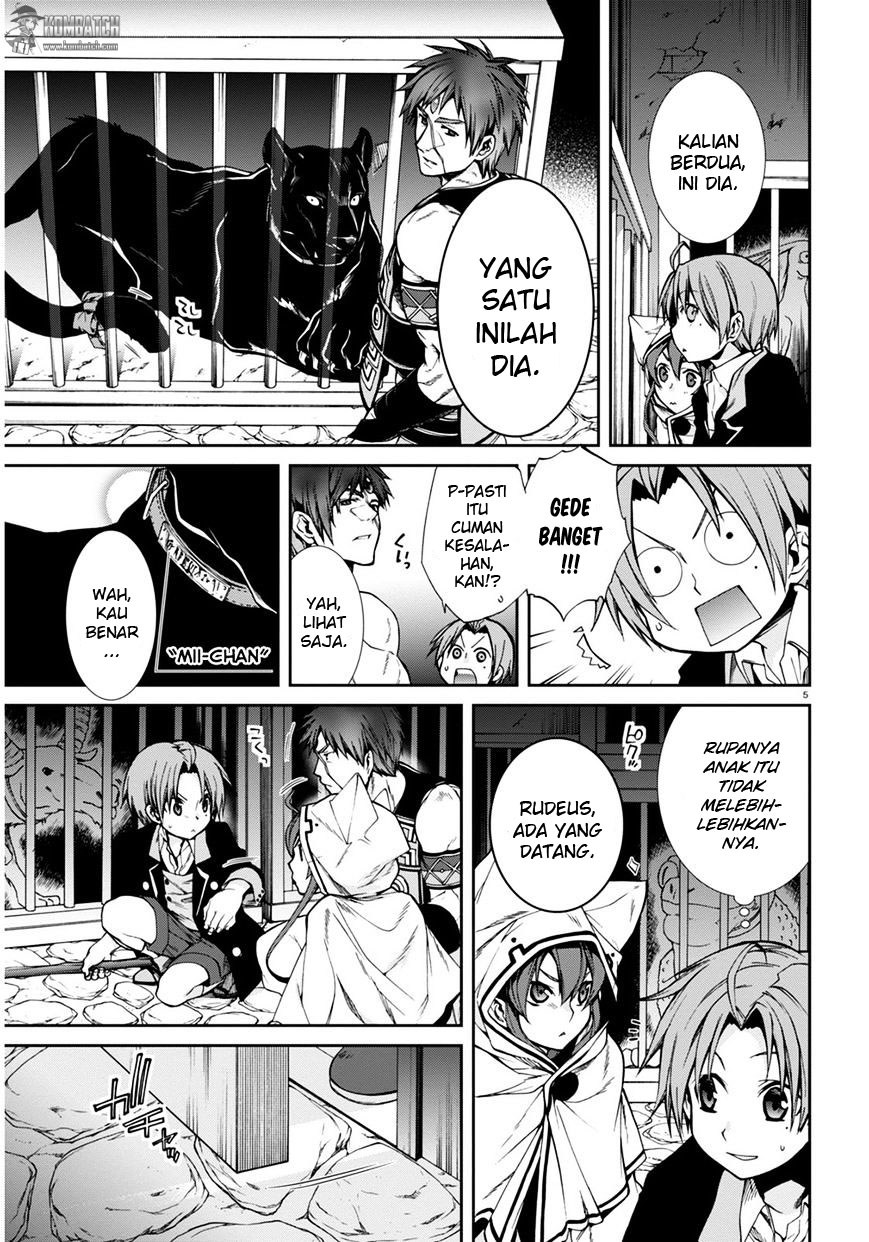 KOMBATCH
www.kombatch.com
KALIAN
BERDUA,
INI DIA.
YANG
SATU
INILAH
DIA.
GEDE
BANGET
!!!
P-PASTI
ITU
CUMAN
KESALA-
HAN,
KAN!?
YAH,
LIHAT
SAJA.
WAH,
KAU
BENAR
...
"MII-CHAN"
5
RUPANYA
ANAK ITU
TIDAK
MELEBIH-
LEBIHKAN-
NYA.
RUDEUS,
ADA YANG
DATANG.